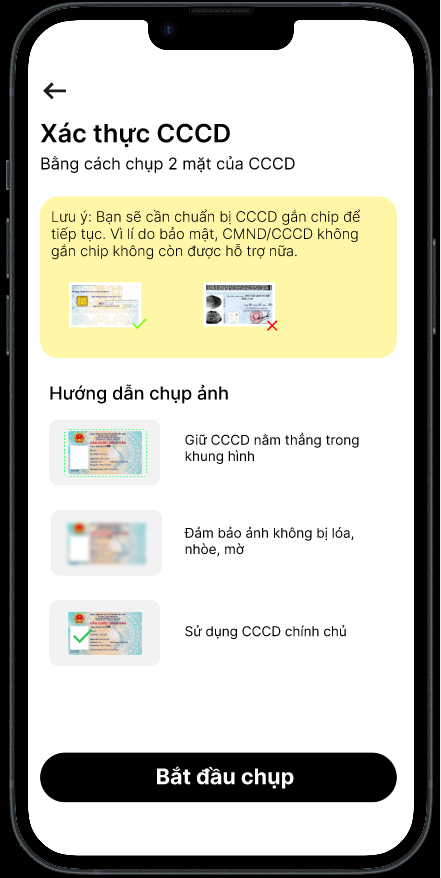 Xác thực CCCD
Bằng cách chụp 2 mặt của CCCD
Lưu ý: Bạn sẽ cần chuẩn bị CCCD gắn chip để
tiếp tục. Vì lí do bảo mật, CMND/CCCD không
gắn chip không còn được hỗ trợ nữa.
Hướng dẫn chụp ảnh
Giữ CCCD nằm thẳng trong
khung hình
Đảm bảo ảnh không bị lóa,
nhòe, mờ
Sử dụng CCCD chính chủ
Bắt đầu chụp